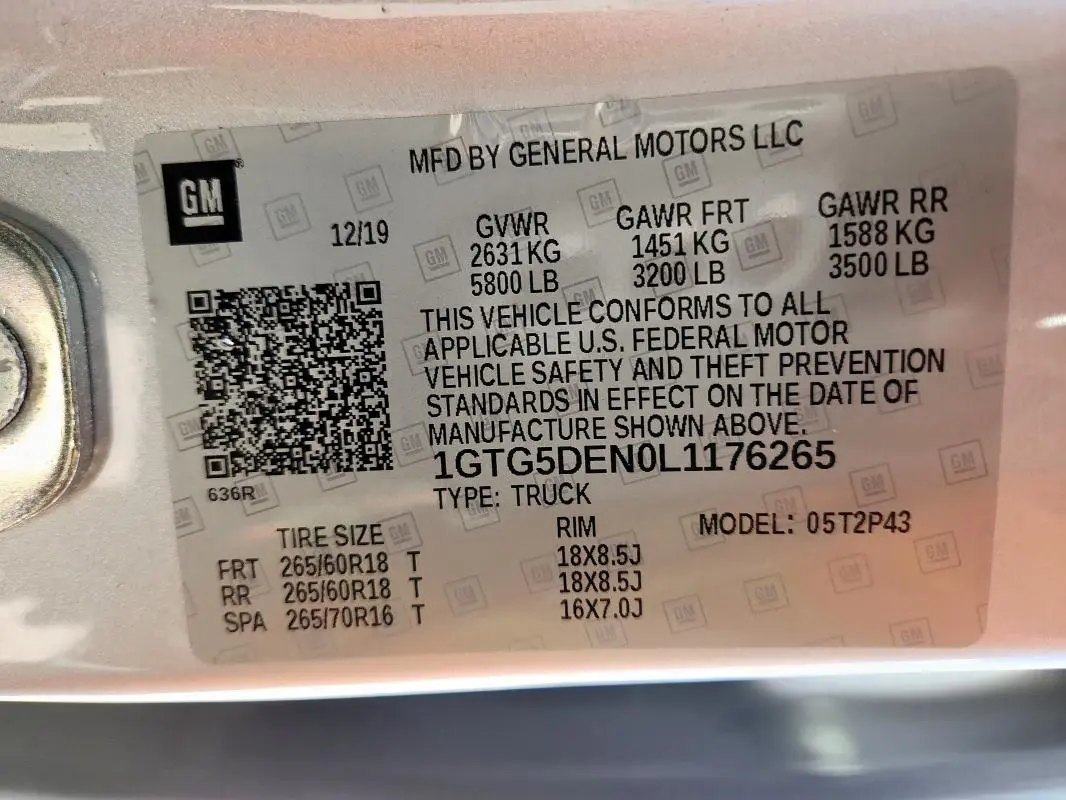 MFD BY GENERAL MOTORS LLC
GM
12/19
GVWR GAWR FRT GAWR RR
2631 KG 1451 KG 1588 KG
5800 LB 3200 LB 3500 LB
THIS VEHICLE CONFORMS TO ALL
APPLICABLE U.S. FEDERAL MOTOR
VEHICLE SAFETY AND THEFT PREVENTION
STANDARDS IN EFFECT ON THE DATE OF
MANUFACTURE SHOWN ABOVE.
1GTG5DEN0L1176265
636R
TYPE: TRUCK
TIRE SIZE RIM MODEL: 05T2P43
FRT 265/60R18 T 18X8.5J
RR 265/60R18 T 18X8.5J
SPA 265/70R16 T 16X7.0J